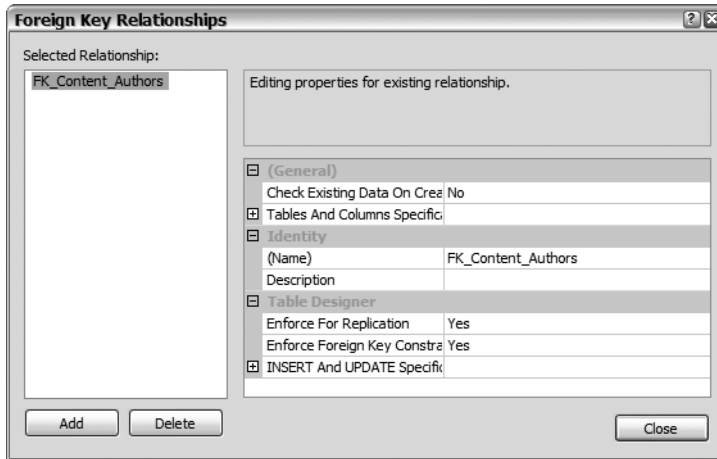 Foreign Key Relationships
Selected Relationship:
FK_Content_Authors
Editing properties for existing relationship.
(General)
Check Existing Data On Crea No
Tables And Columns Specific
Identity
(Name) FK_Content_Authors
Description
Table Designer
Enforce For Replication Yes
Enforce Foreign Key Constra Yes
INSERT And UPDATE Specific
Add Delete
Close